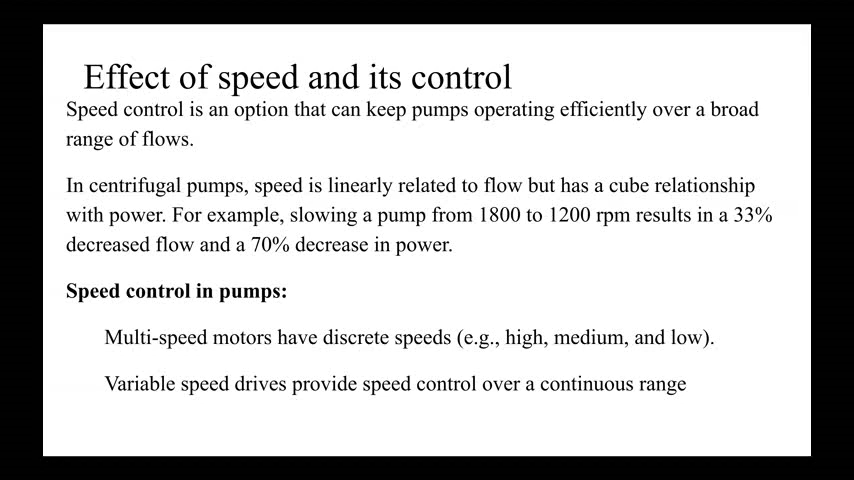 Effect of speed and its control
Speed control is an option that can keep pumps operating efficiently over a broad
range of flows.
In centrifugal pumps, speed is linearly related to flow but has a cube relationship
with power. For example, slowing a pump from 1800 to 1200 rpm results in a 33%
decreased flow and a 70% decrease in power.
Speed control in pumps:
Multi-speed motors have discrete speeds (e.g., high, medium, and low).
Variable speed drives provide speed control over a continuous range